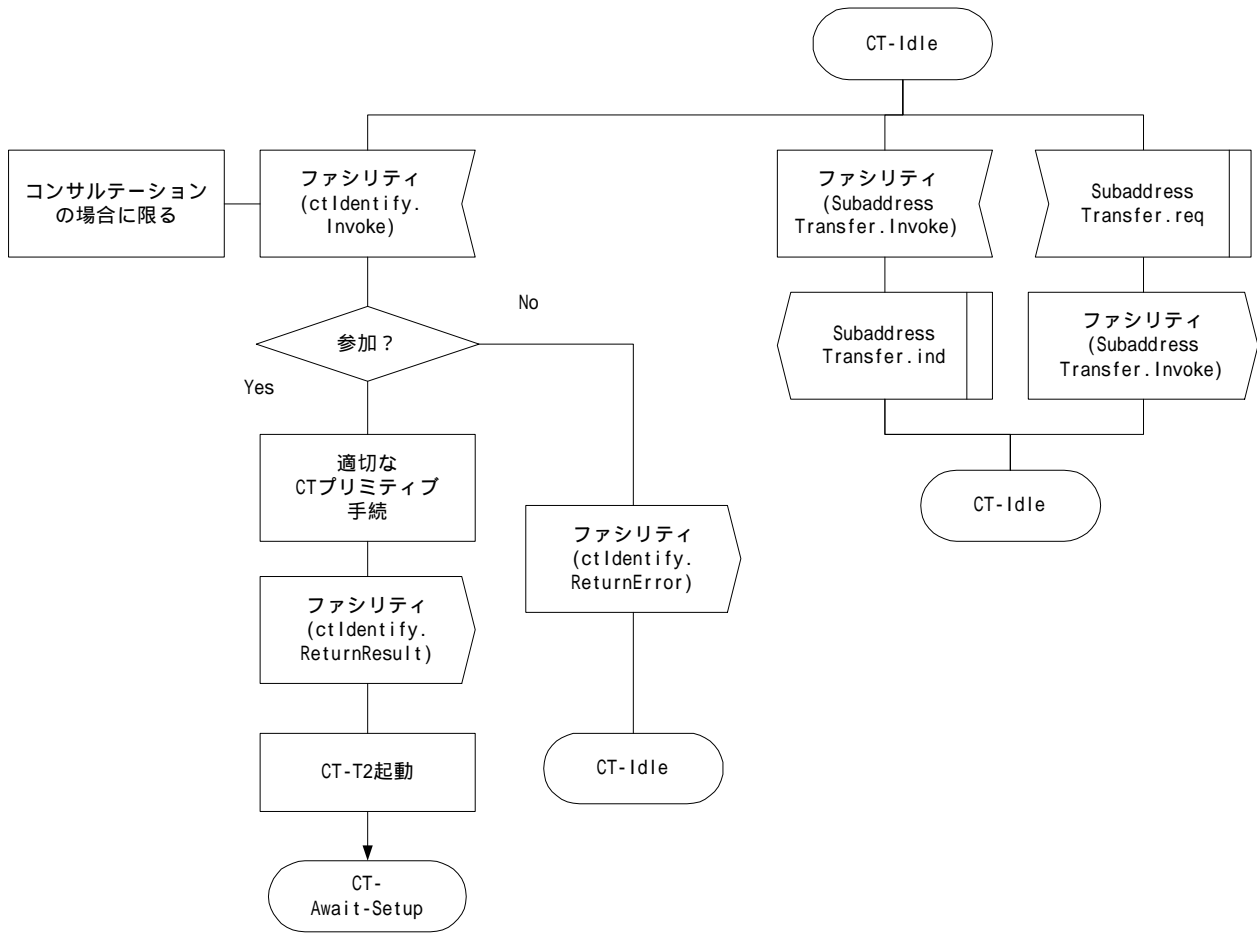 CT-Idle
コンサルテーション
の場合に限る
ファシリティ
(ctIdentify.
Invoke)
ファシリティ
(Subaddress
Transfer.Invoke)
Subaddress
Transfer.req
参加?
No
Yes
Subaddress
Transfer.ind
ファシリティ
(Subaddress
Transfer.Invoke)
適切な
CTプリミティブ
手続
CT-Idle
ファシリティ
(ctIdentify.
ReturnError)
ファシリティ
(ctIdentify.
ReturnResult)
CT-T2起動
CT-Idle
CT-
Await-Setup